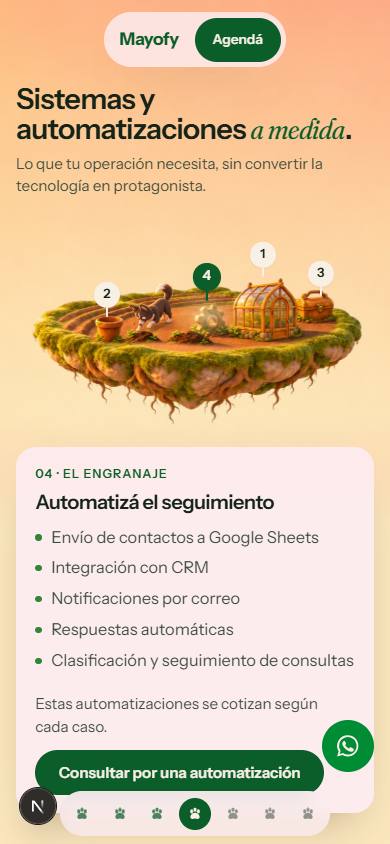 Mayofy
Agendá
Sistemas y
automatizaciones a medida.
Lo que tu operación necesita, sin convertir la
tecnología en protagonista.
1
4
3
2
04 · EL ENGRANAJE
Automatizá el seguimiento
Envío de contactos a Google Sheets
Integración con CRM
Notificaciones por correo
Respuestas automáticas
Clasificación y seguimiento de consultas
Estas automatizaciones se cotizan según
cada caso.
Consultar por una automatización
N